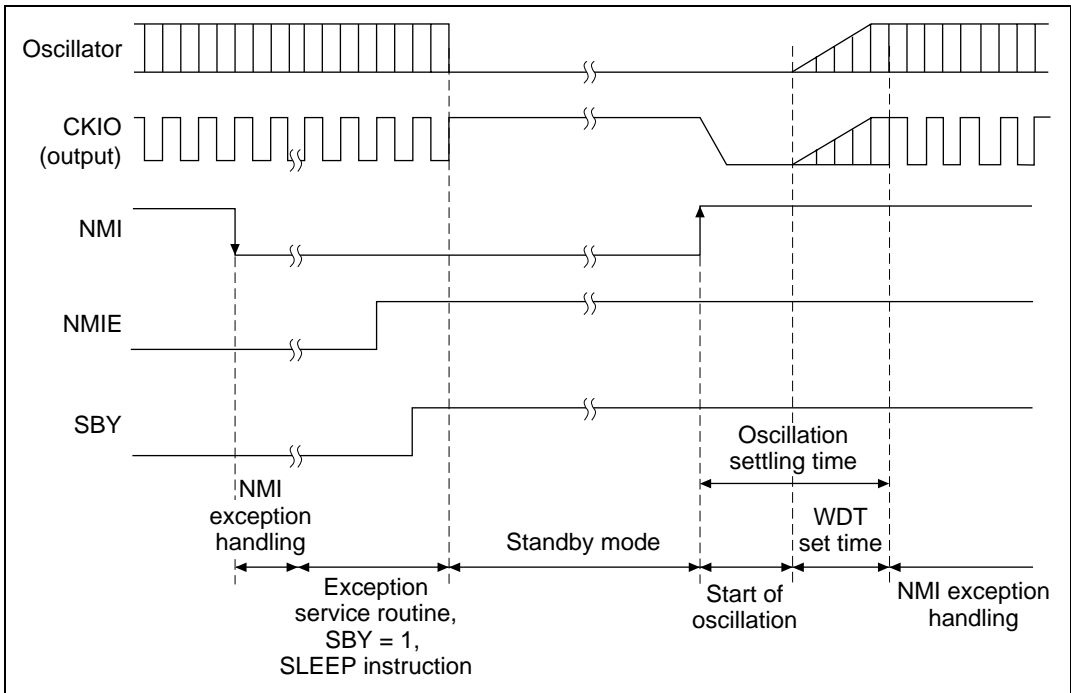 Oscillator
CKIO
(output)
NMI
NMIE
SBY
Oscillation
settling time
NMI
exception
handling
Standby mode
WDT
set time
Exception
service routine,
SBY = 1,
SLEEP instruction
Start of
oscillation
NMI exception
handling